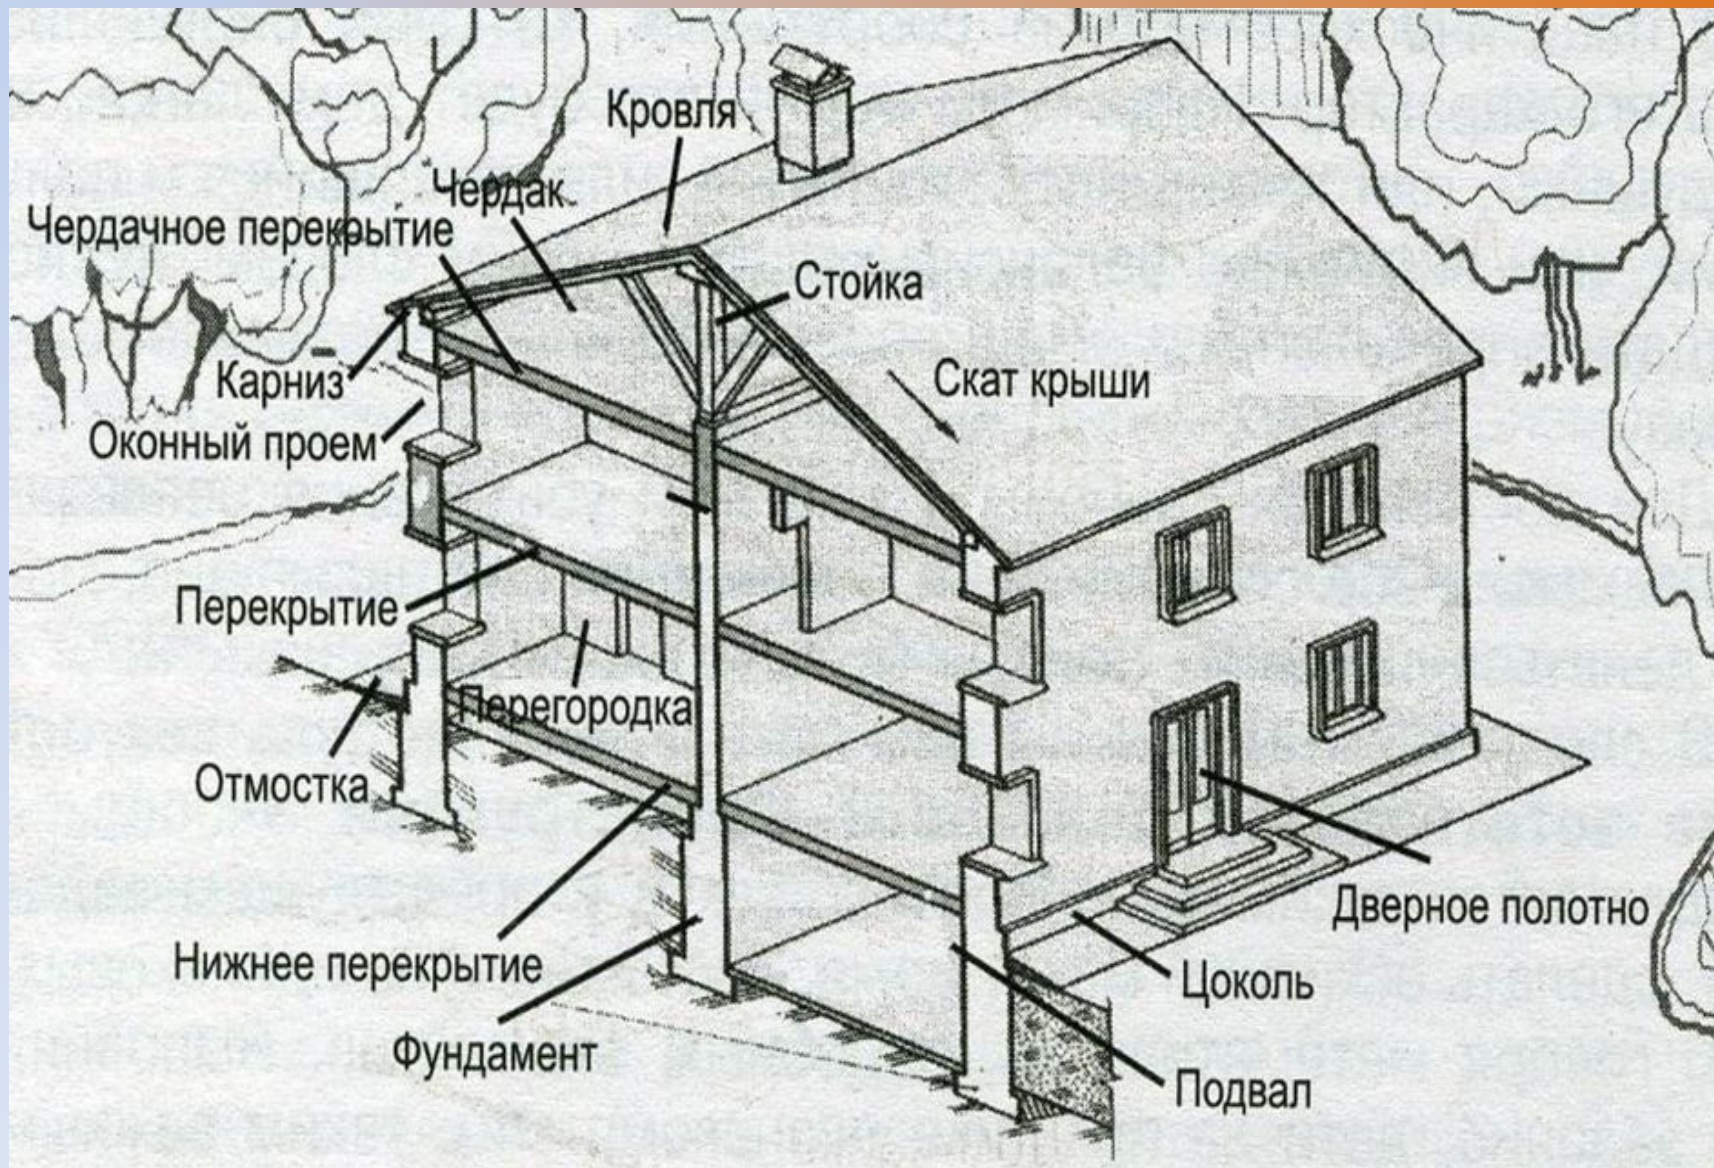 Кровля
Чердак
Чердачное перекрытие
Стойка
Карниз
Скат крыши
Оконный проем
Перекрытие
Перегородка
Отмостка
Дверное полотно
Нижнее перекрытие
Цоколь
Фундамент
Подвал